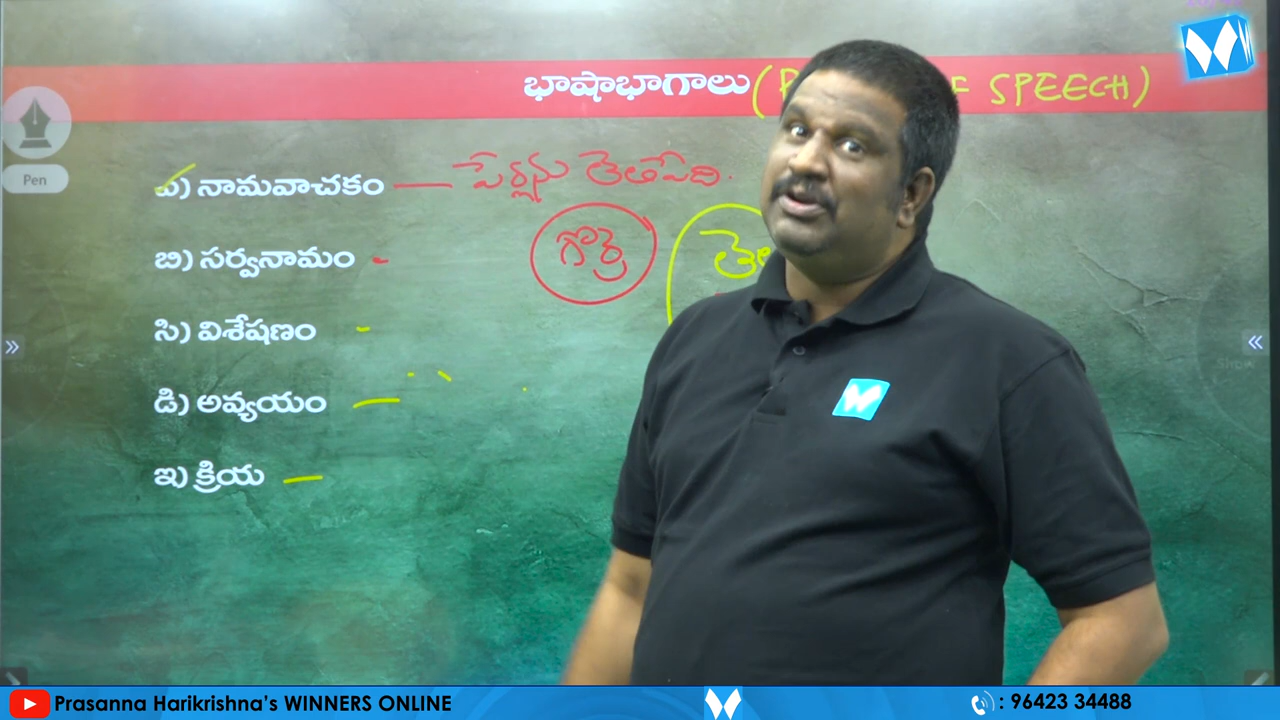 భాషాభాగాలు ( SPEECH)
Pen
ఎ) నామవాచకం — పేర్లను తెలిపేది.
బి) సర్వనామం -
గొర్రె
సి) విశేషణం -
డి) అవ్యయం -
ఇ) క్రియ -
Prasanna Harikrishna's WINNERS ONLINE
: 96423 34488